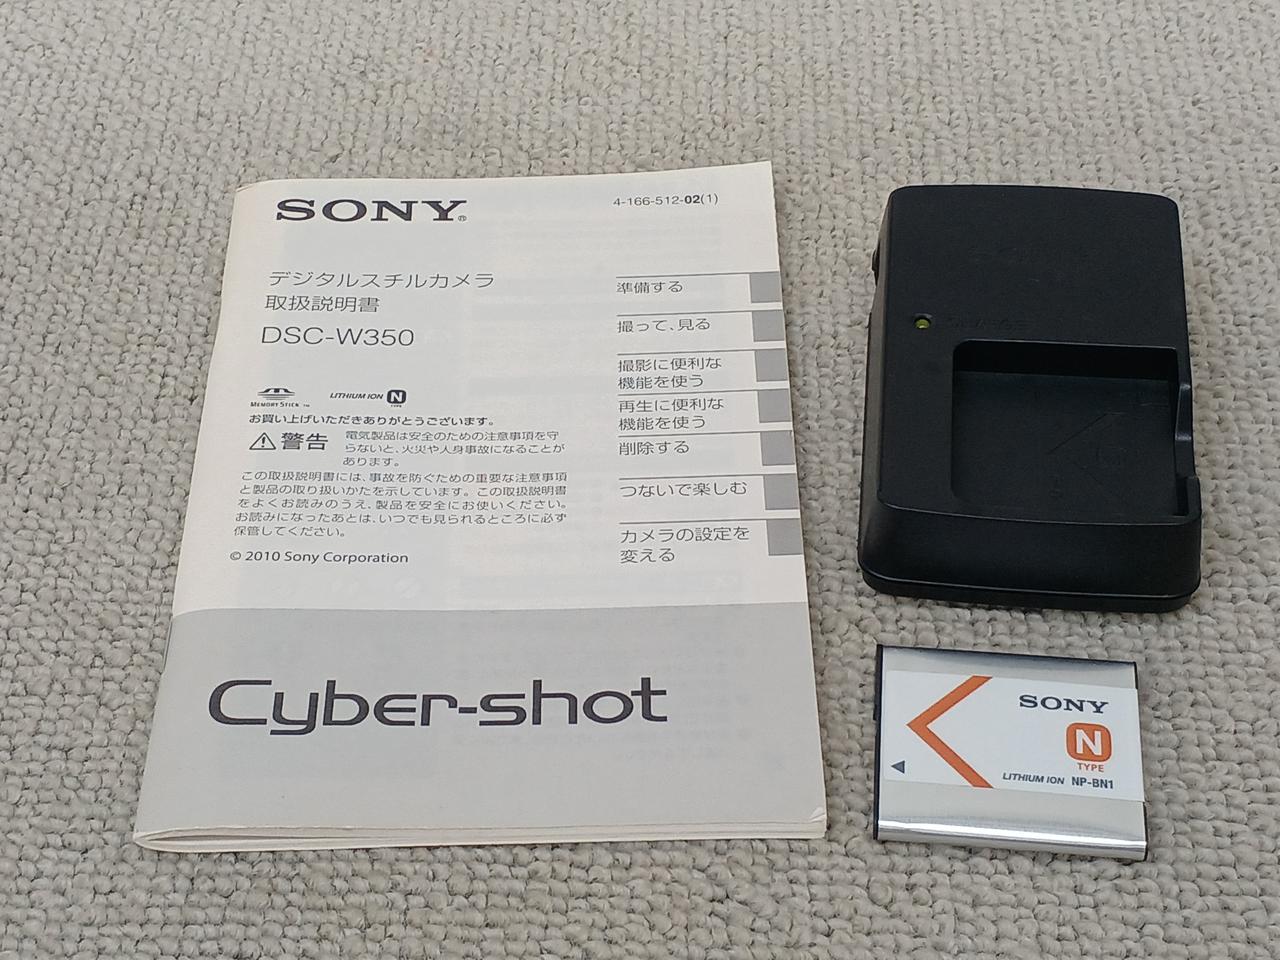 SONY®
4-166-512-02(1)
デジタルスチルカメラ
取扱説明書
DSC-W350
MEMORY STICK ™
LITHIUM ION N TYPE
お買い上げいただきありがとうございます。
警告
電気製品は安全のための注意事項を守
らないと、火災や人身事故になることが
あります。
この取扱説明書には、事故を防ぐための重要な注意事項
と製品の取り扱いかたを示しています。この取扱説明書
をよくお読みのうえ、製品を安全にお使いください。
お読みになったあとは、いつでも見られるところに必ず
保管してください。
© 2010 Sony Corporation
準備する
撮って、見る
撮影に便利な
機能を使う
再生に便利な
機能を使う
削除する
つないで楽しむ
カメラの設定を
変える
Cyber-shot
SONY
N
TYPE
LITHIUM ION NP-BN1